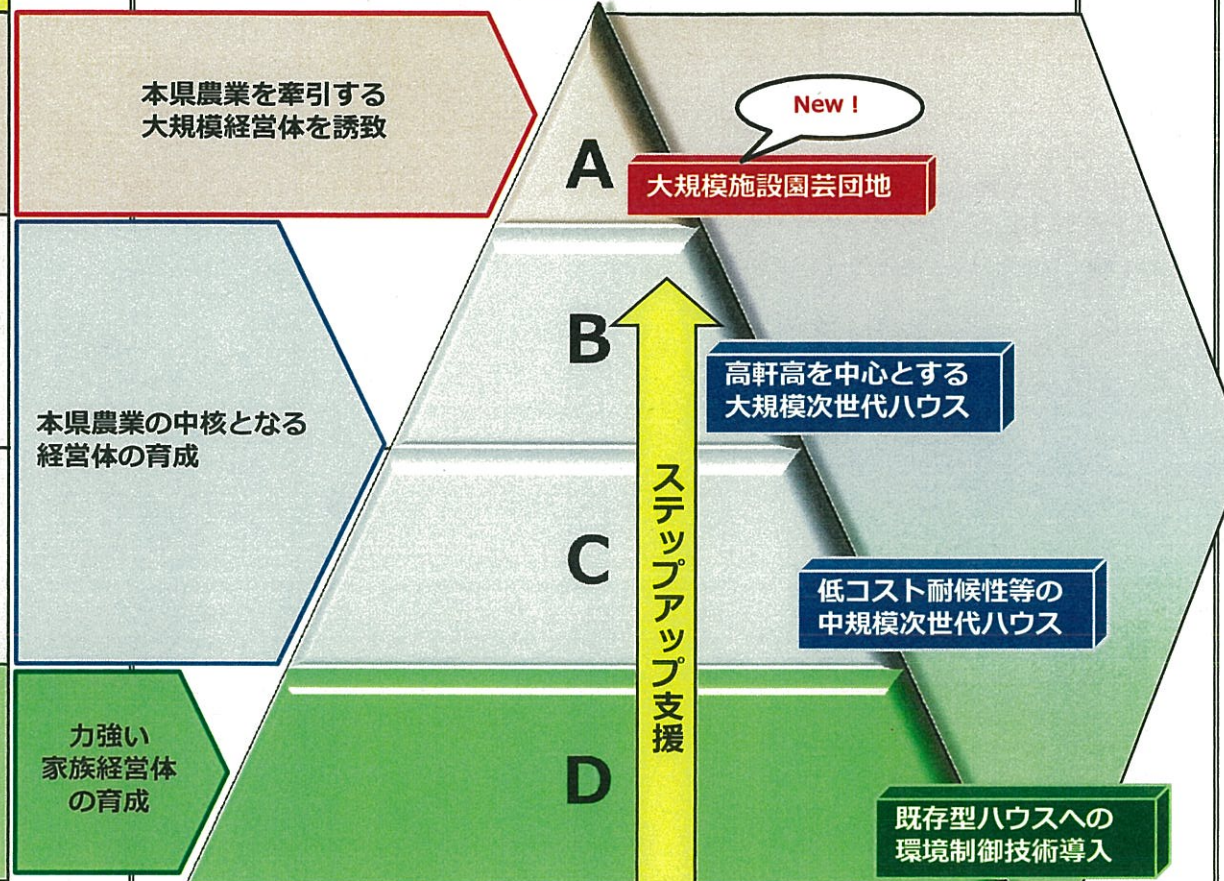 本県農業を牽引する
大規模経営体を誘致
New！
A
大規模施設園芸団地
B
高軒高を中心とする
大規模次世代ハウス
本県農業の中核となる
経営体の育成
ステップアップ支援
C
低コスト耐候性等の
中規模次世代ハウス
力強い
家族経営体
の育成
D
既存型ハウスへの
環境制御技術導入